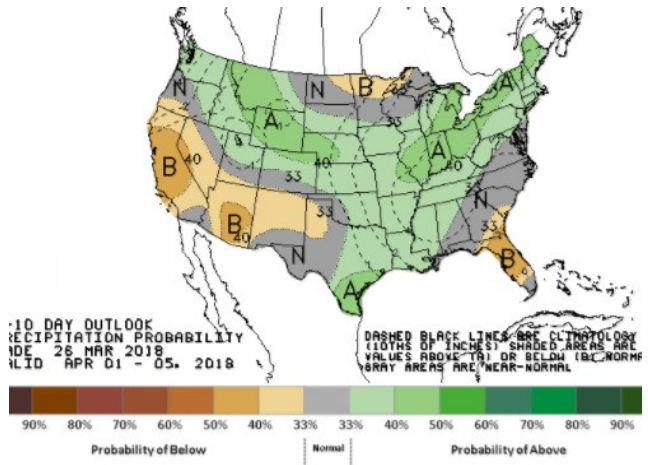 N
N
B
33
A
A
33
B
40
40
A
40
33
33
N
B
40
33
B
N
A
-10 DAY OUTLOOK
RECIPITATION PROBABILITY
ADE 26 MAR 2018
ALID APR 01 - 05. 2018
DASHED BLACK LINES ARE CLIMATOLOGY
(10THS OF INCHES) SHADED AREAS ARE
VALUES ABOVE (A) OR BELOW (B) NORMA
GRAY AREAS ARE NEAR-NORMAL
90% 80% 70% 60% 50% 40% 33% 33% 40% 50% 60% 70% 80% 90%
Probability of Below Normal Probability of Above